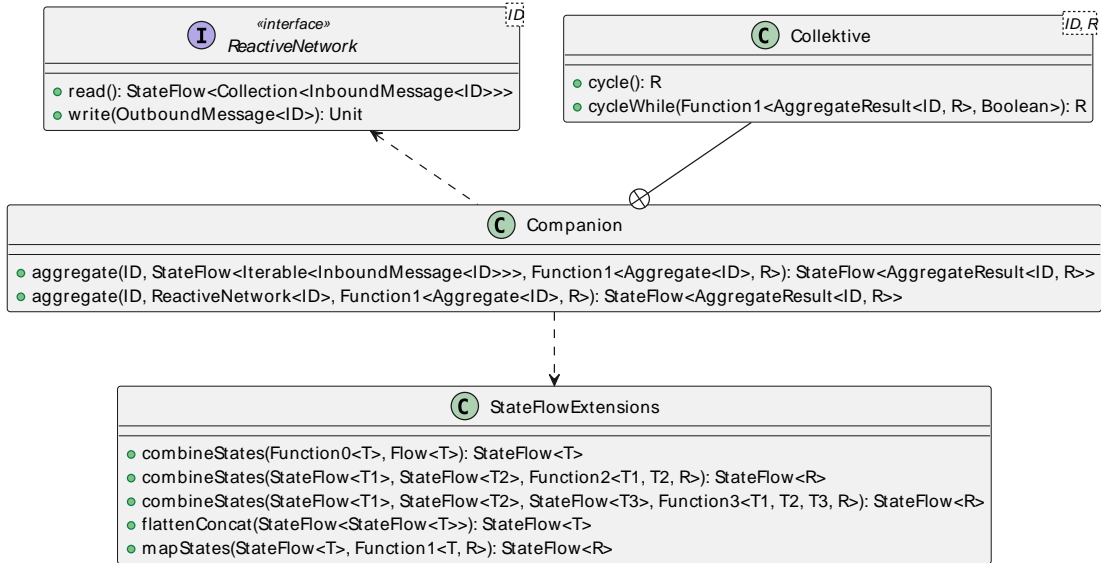 «interface»
ID
I
ReactiveNetwork
read(): StateFlow<Collection<InboundMessage<ID>>>
write(OutboundMessage<ID>): Unit
ID, R
C
Collektive
cycle(): R
cycleWhile(Function1<AggregateResult<ID, R>, Boolean>): R
C
Companion
aggregate(ID, StateFlow<Iterable<InboundMessage<ID>>>, Function1<Aggregate<ID>, R>): StateFlow<AggregateResult<ID, R>>
aggregate(ID, ReactiveNetwork<ID>, Function1<Aggregate<ID>, R>): StateFlow<AggregateResult<ID, R>>
C
StateFlowExtensions
combineStates(Function0<T>, Flow<T>): StateFlow<T>
combineStates(StateFlow<T1>, StateFlow<T2>, Function2<T1, T2, R>): StateFlow<R>
combineStates(StateFlow<T1>, StateFlow<T2>, StateFlow<T3>, Function3<T1, T2, T3, R>): StateFlow<R>
flattenConcat(StateFlow<StateFlow<T>>): StateFlow<T>
mapStates(StateFlow<T>, Function1<T, R>): StateFlow<R>